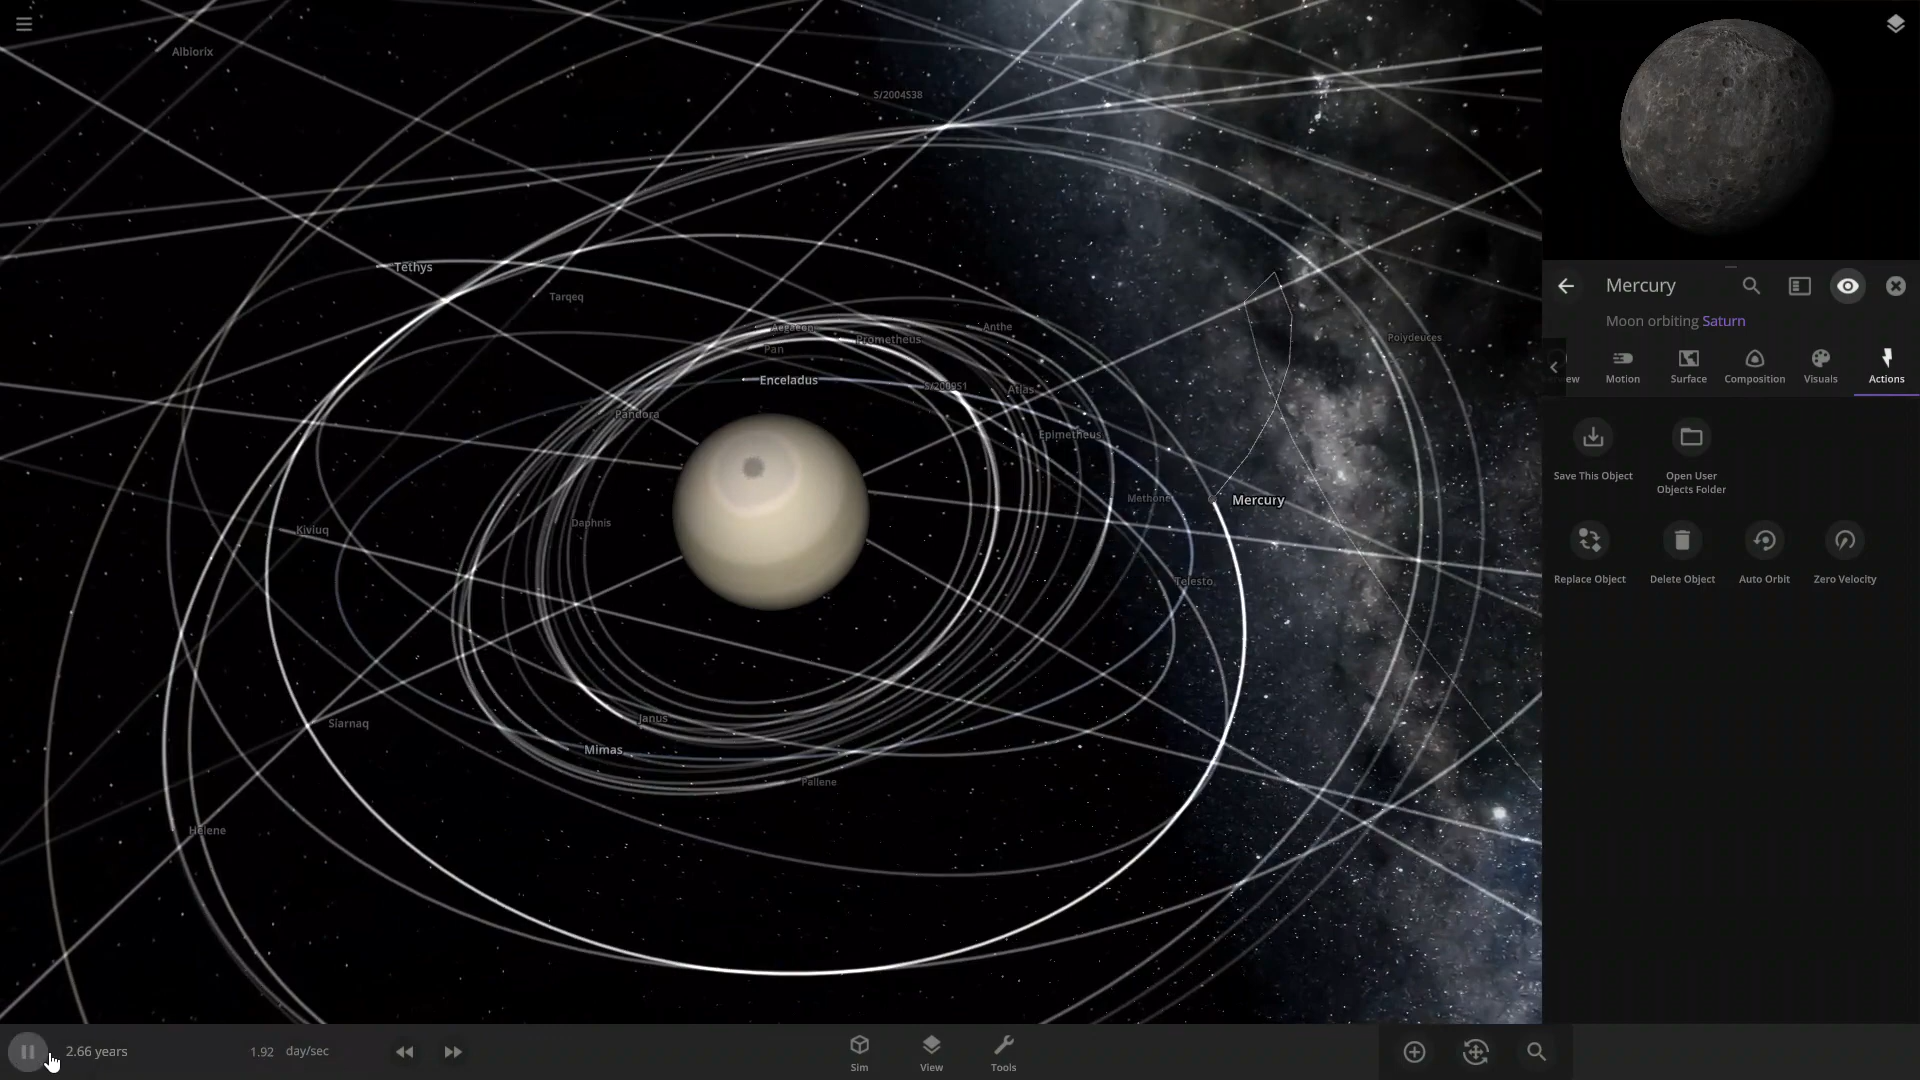 Albiorix
S/2004S38
Tethys
Tarqeq
Aegaeon
Anthe
Prometheus
Pan
Polydeuces
Enceladus
S/2009S1
Atlas
Pandora
Epimetheus
Methone
Mercury
Daphnis
Kiviuq
Telesto
Janus
Siarnaq
Mimas
Pallene
Helene
Mercury
Moon orbiting Saturn
ew
Motion
Surface
Composition
Visuals
Actions
Save This Object
Open User
Objects Folder
Replace Object
Delete Object
Auto Orbit
Zero Velocity
2.66 years
1.92 day/sec
Sim
View
Tools